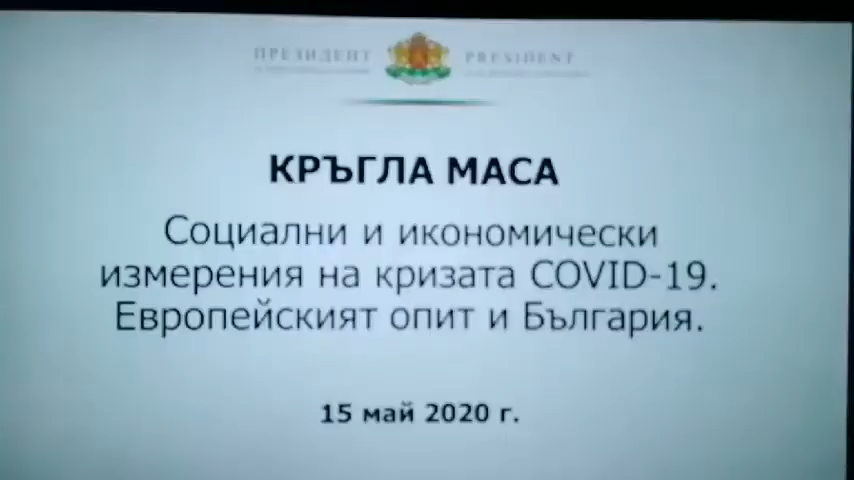 ПРЕЗИДЕНТ PRESIDENT
КРЪГЛА МАСА
Социални и икономически
измерения на кризата COVID-19.
Европейският опит и България.
15 май 2020 г.